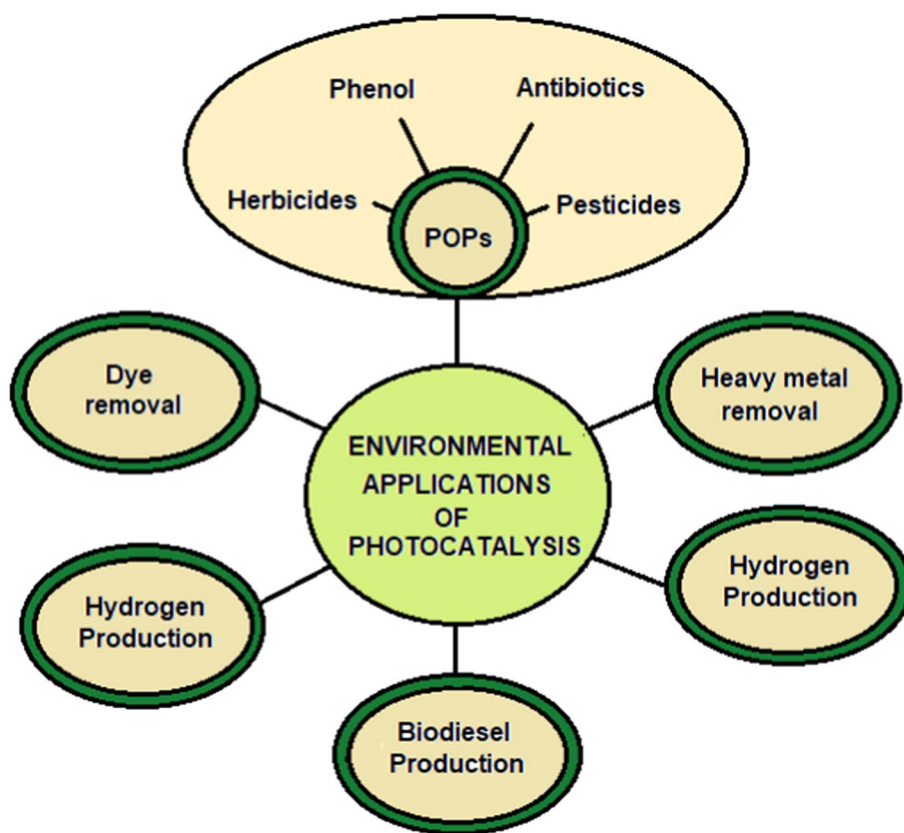 Phenol
Antibiotics
Herbicides
Pesticides
POPs
Dye
removal
Heavy metal
removal
ENVIRONMENTAL
APPLICATIONS
OF
PHOTOCATALYSIS
Hydrogen
Production
Hydrogen
Production
Biodiesel
Production